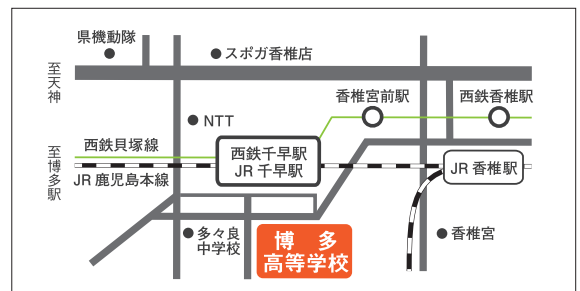 県機動隊
スポガ香椎店
至天神
香椎宮前駅
西鉄香椎駅
NTT
西鉄貝塚線
西鉄千早駅
JR 千早駅
至博多駅
JR 鹿児島本線
JR 香椎駅
多々良
中学校
博多
高等学校
香椎宮